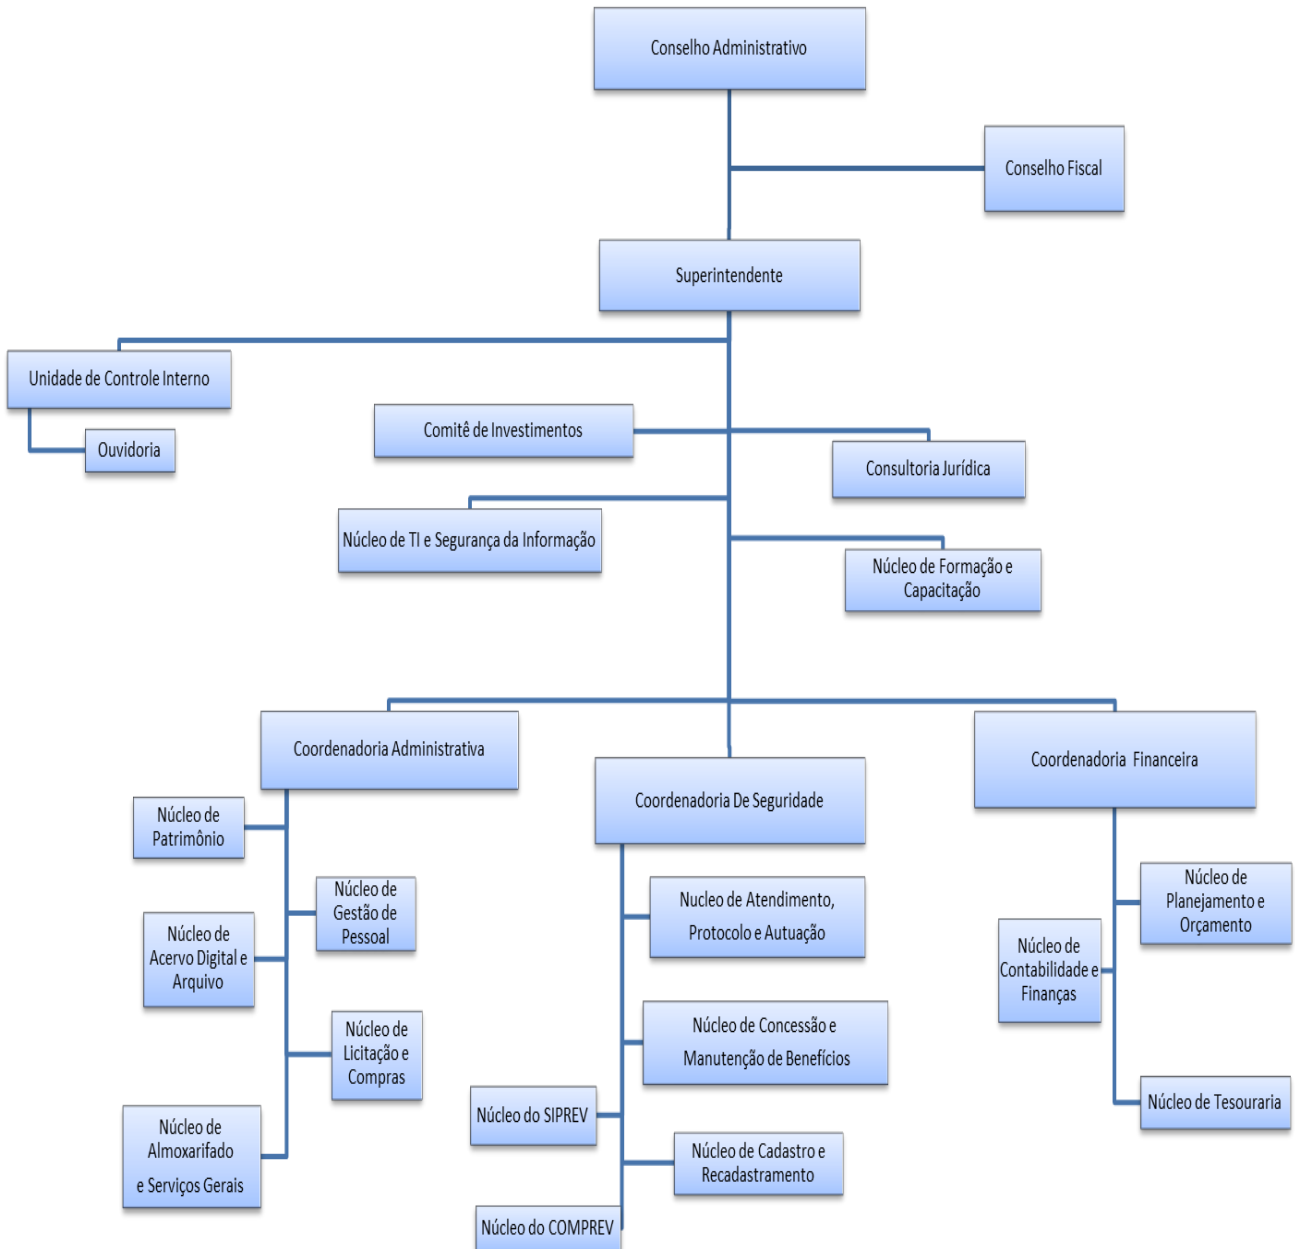 Conselho Administrativo
Conselho Fiscal
Superintendente
Unidade de Controle Interno
Ouvidoria
Comitê de Investimentos
Consultoria Jurídica
Núcleo de TI e Segurança da Informação
Núcleo de Formação e
Capacitação
Coordenadoria Administrativa
Coordenadoria De Seguridade
Coordenadoria Financeira
Núcleo de
Patrimônio
Núcleo de
Gestão de
Pessoal
Núcleo de
Acervo Digital e
Arquivo
Núcleo de
Licitação e
Compras
Núcleo de
Almoxarifado
e Serviços Gerais
Nucleo de Atendimento,
Protocolo e Autuação
Núcleo de Concessão e
Manutenção de Benefícios
Núcleo do SIPREV
Núcleo de Cadastro e
Recadastramento
Núcleo do COMPREV
Núcleo de
Planejamento e
Orçamento
Núcleo de
Contabilidade e
Finanças
Núcleo de Tesouraria